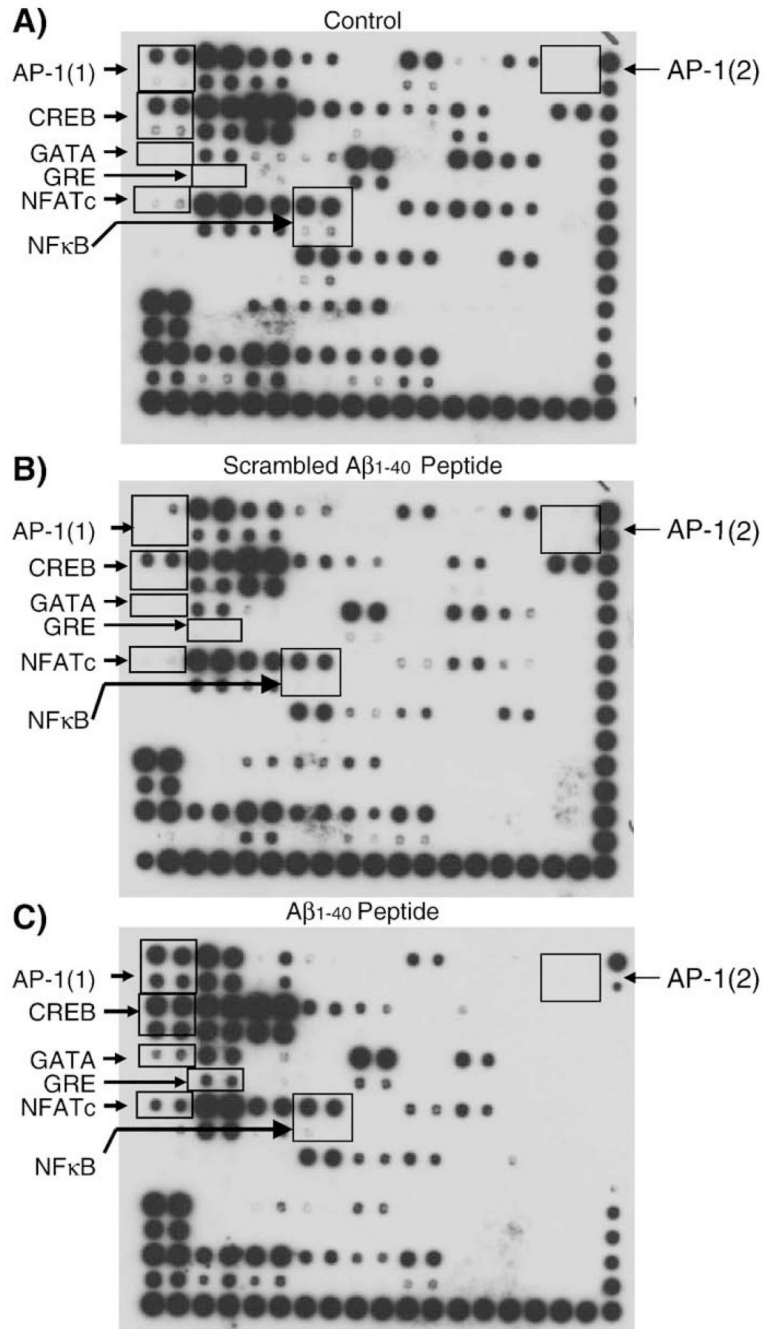 A)
Control
AP-1(1)
AP-1(2)
CREB
GATA
GRE
NFATc
NFκB
B)
Scrambled Aβ1-40 Peptide
AP-1(1)
AP-1(2)
CREB
GATA
GRE
NFATc
NFκB
C)
Aβ1-40 Peptide
AP-1(1)
AP-1(2)
CREB
GATA
GRE
NFATc
NFκB